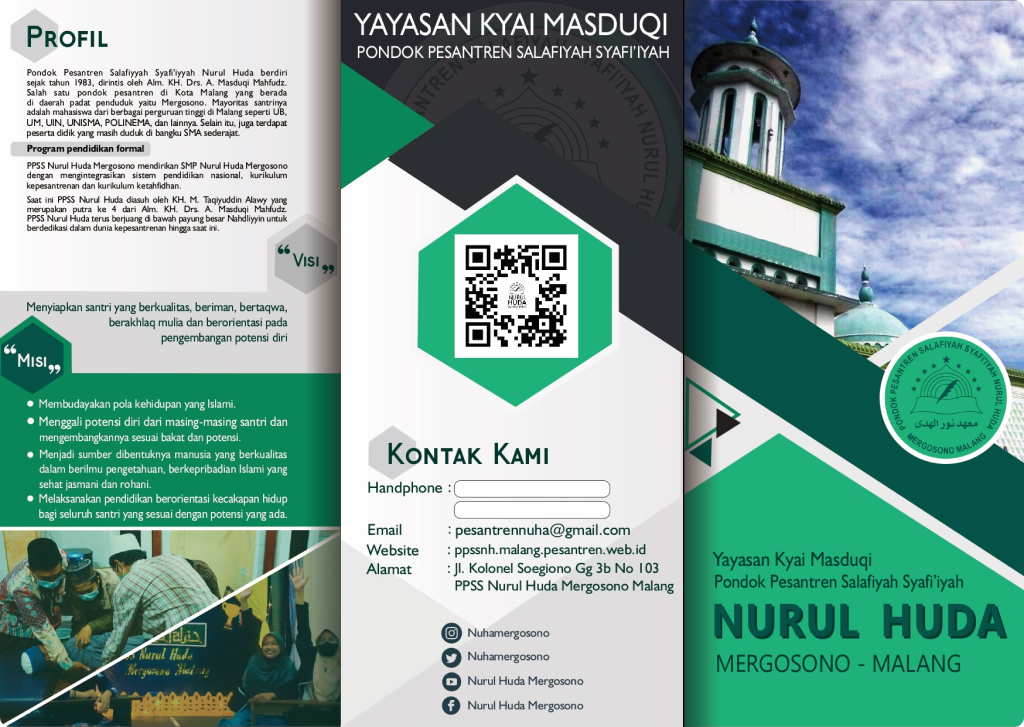 PROFIL
Pondok Pesantren Salafiyyah Syafi'iyyah Nurul Huda berdiri
sejak tahun 1983, dirintis oleh Alm. KH. Drs. A. Masduqi Mahfudz.
Salah satu pondok pesantren di Kota Malang yang berada
di daerah padat penduduk yaitu Mergosono. Mayoritas santrinya
adalah mahasiswa dari berbagai perguruan tinggi di Malang seperti UB,
UM, UIN, UNISMA, POLINEMA, dan lainnya. Selain itu, juga terdapat
peserta didik yang masih duduk di bangku SMA sederajat.
Program pendidikan formal
PPSS Nurul Huda Mergosono mendirikan SMP Nurul Huda Mergosono
dengan mengintegrasikan sistem pendidikan nasional, kurikulum
kepesantrenan dan kurikulum ketahfidhan.
Saat ini PPSS Nurul Huda diasuh oleh KH. M. Taqiyuddin Alawy yang
merupakan putra ke 4 dari Alm. KH. Drs. A. Masduqi Mahfudz.
PPSS Nurul Huda terus berjuang di bawah payung besar Nahdliyyin untuk
berdedikasi dalam dunia kepesantrenan hingga saat ini.
“VISI„
Menyiapkan santri yang berkualitas, beriman, bertaqwa,
berakhlaq mulia dan berorientasi pada
pengembangan potensi diri
“MISI„
● Membudayakan pola kehidupan yang Islami.
● Menggali potensi diri dari masing-masing santri dan
mengembangkannya sesuai bakat dan potensi.
● Menjadi sumber dibentuknya manusia yang berkualitas
dalam berilmu pengetahuan, berkepribadian Islami yang
sehat jasmani dan rohani.
● Melaksanakan pendidikan berorientasi kecakapan hidup
bagi seluruh santri yang sesuai dengan potensi yang ada.
Nurul Huda
Mergosono Malang
YAYASAN KYAI MASDUQI
PONDOK PESANTREN SALAFIYAH SYAFI'IYAH
NURUL
HUDA
KONTAK KAMI
Handphone :
Email : pesantrennuha@gmail.com
Website : ppssnh.malang.pesantren.web.id
Alamat : Jl. Kolonel Soegiono Gg 3b No 103
PPSS Nurul Huda Mergosono Malang
Nuhamergosono
Nuhamergosono
Nurul Huda Mergosono
Nurul Huda Mergosono
PONDOK PESANTREN SALAFIYAH SYAFI'IYAH NURUL HUDA
معهد نور الهدى
MERGOSONO MALANG
Yayasan Kyai Masduqi
Pondok Pesantren Salafiyah Syafi'iyah
NURUL HUDA
MERGOSONO - MALANG